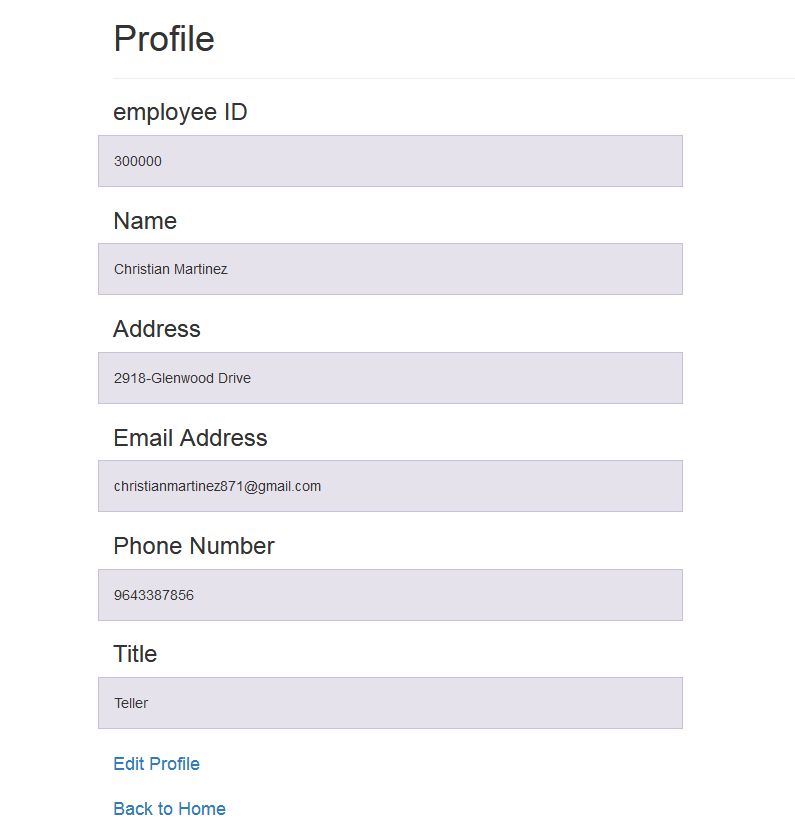 Profile
employee ID
300000
Name
Christian Martinez
Address
2918-Glenwood Drive
Email Address
christianmartinez871@gmail.com
Phone Number
9643387856
Title
Teller
Edit Profile
Back to Home